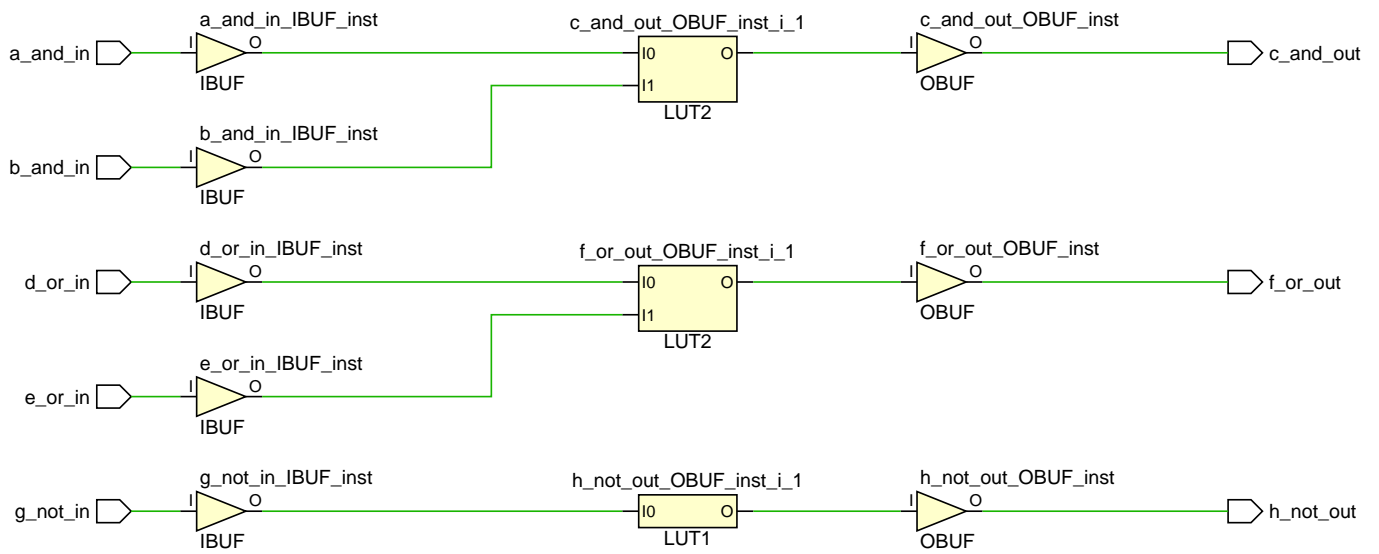 a_and_in_IBUF_inst
c_and_out_OBUF_inst_i_1
c_and_out_OBUF_inst
a_and_in I O I0 O I O c_and_out
IBUF I1 OBUF
LUT2
b_and_in_IBUF_inst
b_and_in I O
IBUF
d_or_in_IBUF_inst
f_or_out_OBUF_inst_i_1
f_or_out_OBUF_inst
d_or_in I O I0 O I O f_or_out
IBUF I1 OBUF
LUT2
e_or_in_IBUF_inst
e_or_in I O
IBUF
g_not_in_IBUF_inst
h_not_out_OBUF_inst_i_1
h_not_out_OBUF_inst
g_not_in I O I0 O I O h_not_out
IBUF LUT1 OBUF